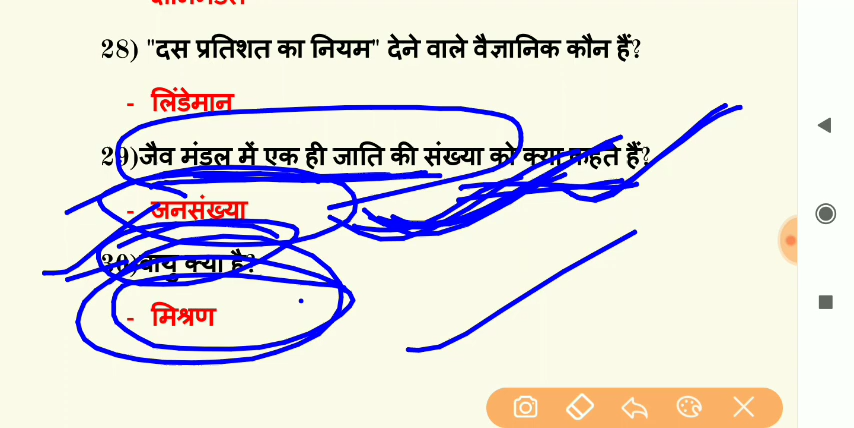 28) "दस प्रतिशत का नियम" देने वाले वैज्ञानिक कौन हैं?
- लिंडेमान
29)जैव मंडल में एक ही जाति की संख्या को क्या कहते हैं?
- जनसंख्या
30)वायु क्या है?
- मिश्रण